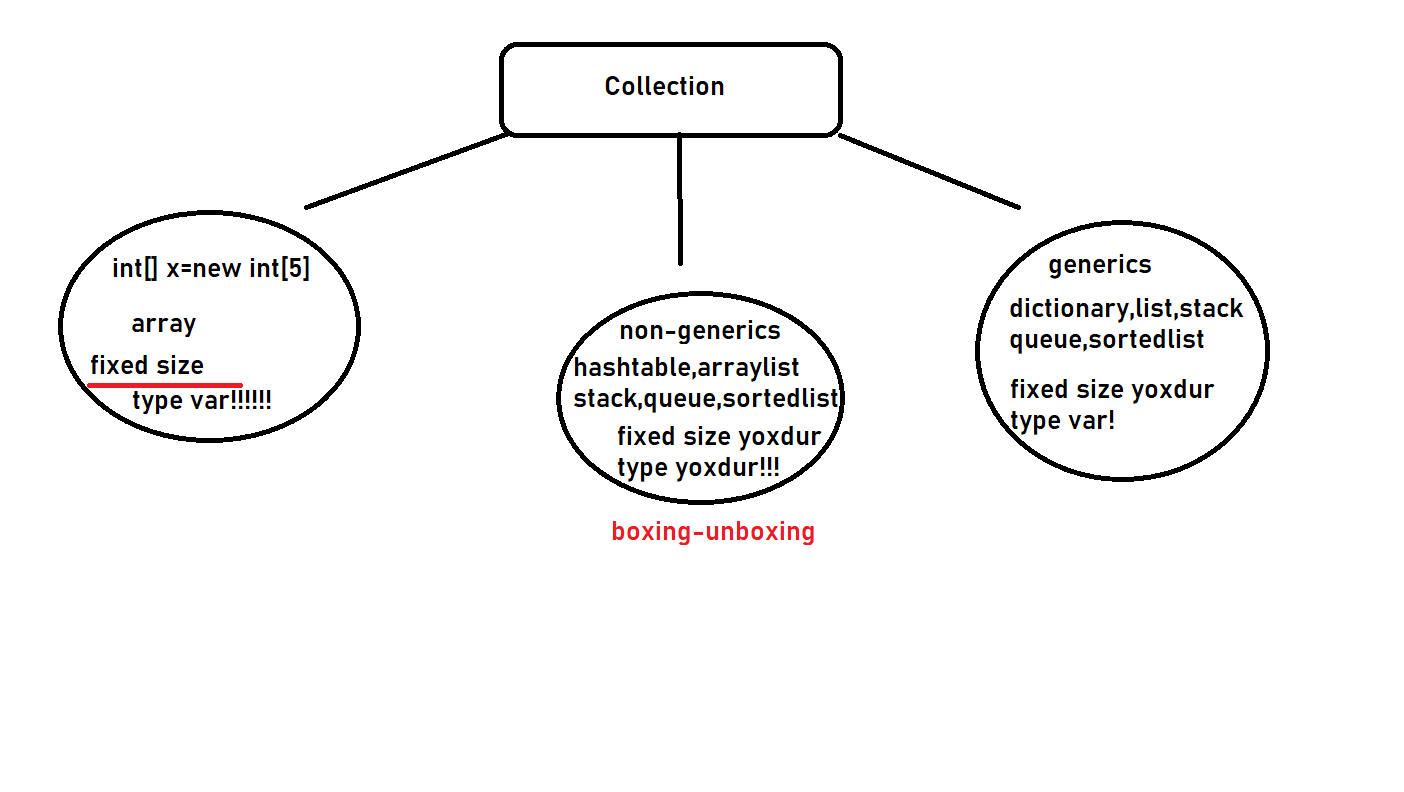 Collection
int[] x=new int[5]
array
fixed size
type var!!!!!!
non-generics
hashtable,arraylist
stack,queue,sortedlist
fixed size yoxdur
type yoxdur!!!
boxing-unboxing
generics
dictionary,list,stack
queue,sortedlist
fixed size yoxdur
type var!